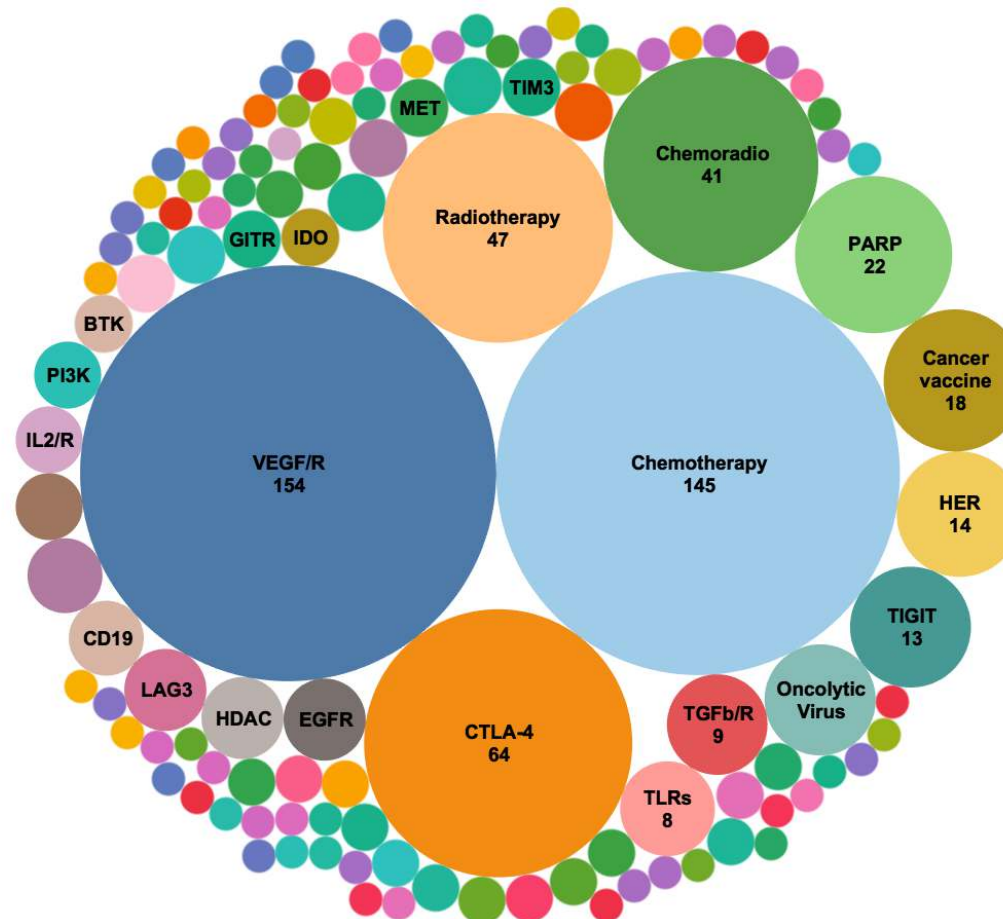 TIM3
MET
Chemoradio
41
Radiotherapy
47
GITR
IDO
PARP
22
BTK
Cancer
vaccine
18
PI3K
IL2/R
VEGF/R
154
Chemotherapy
145
HER
14
TIGIT
13
CD19
LAG3
HDAC
EGFR
CTLA-4
64
TGFb/R
9
Oncolytic
Virus
TLRs
8